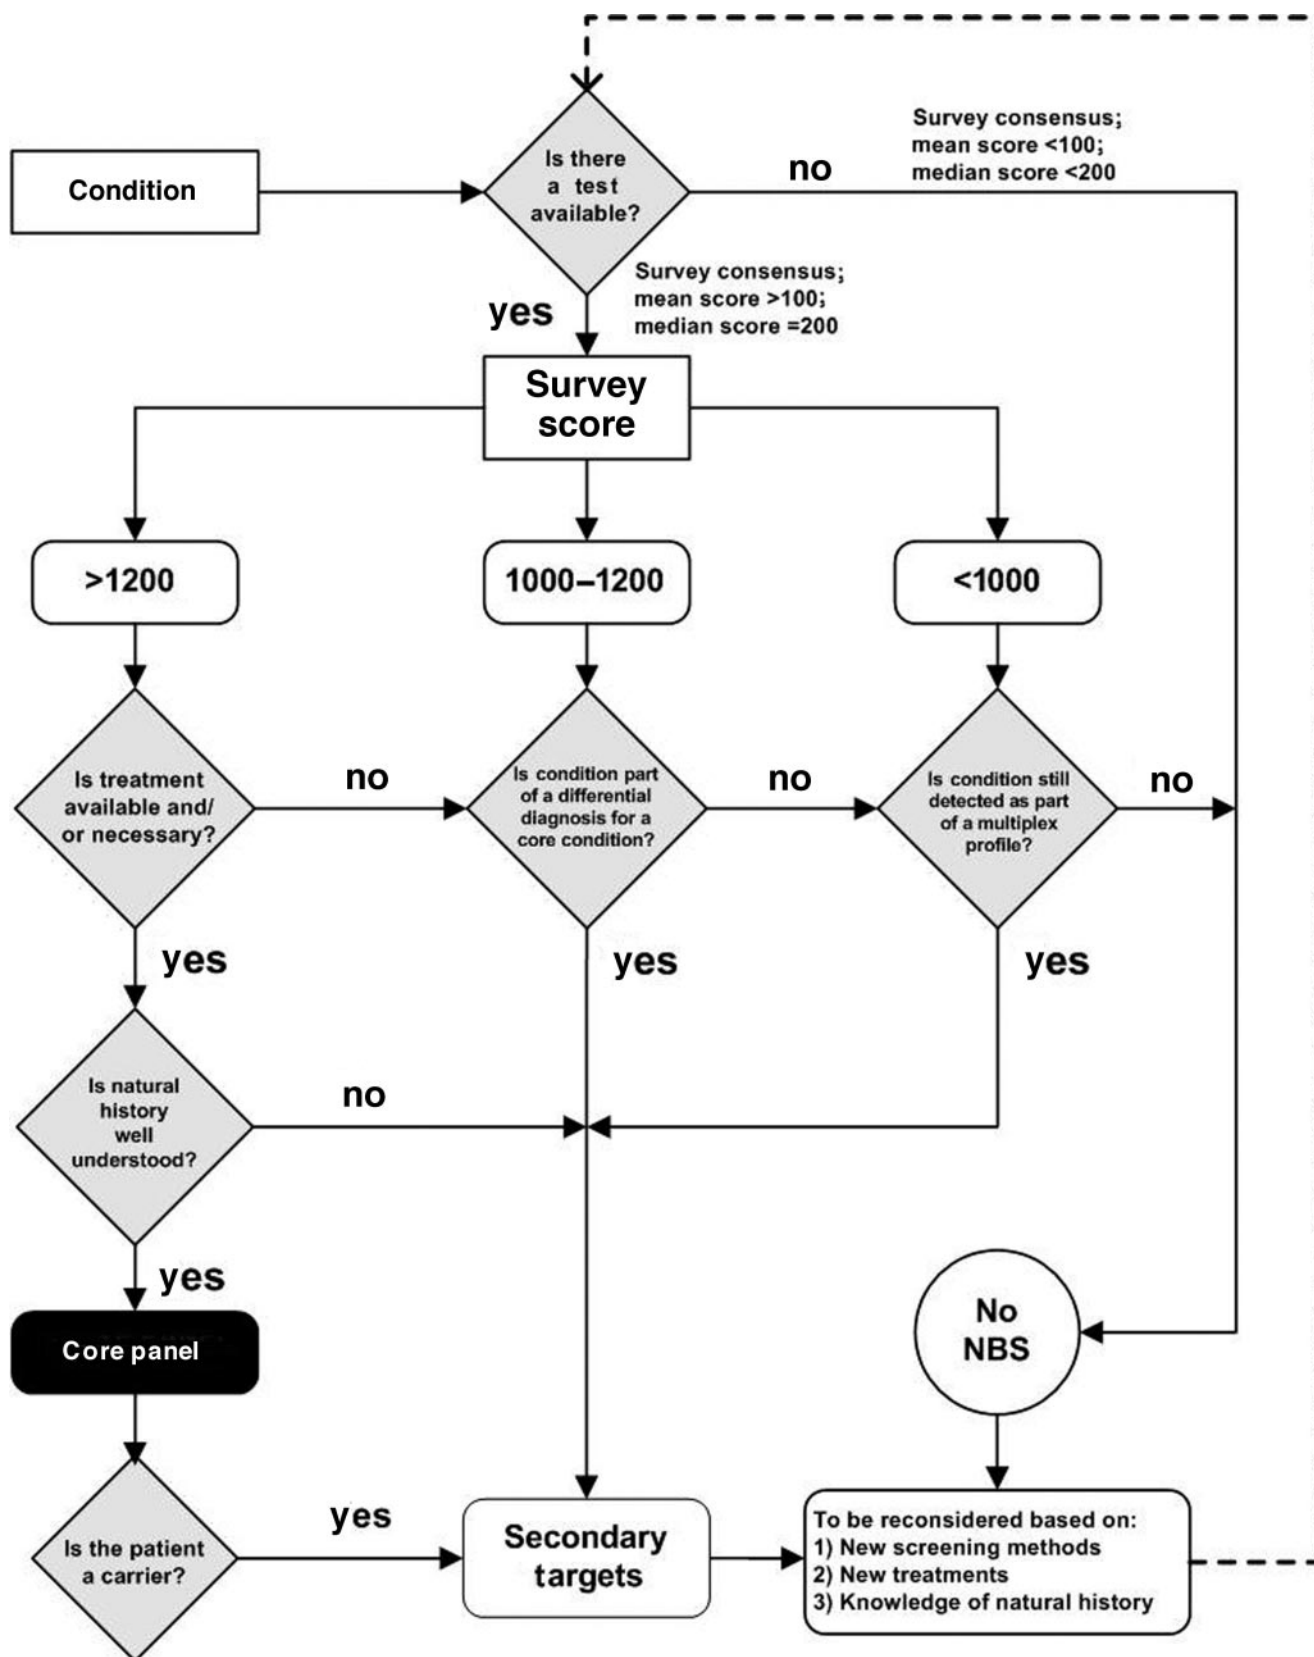 Survey consensus;
mean score <100;
median score <200
Is there
a test
available?
no
Condition
Survey consensus;
mean score >100;
median score =200
yes
Survey
score
>1200
1000–1200
<1000
Is treatment
available and/
or necessary?
no
Is condition part
of a differential
diagnosis for a
core condition?
no
Is condition still
detected as part
of a multiplex
profile?
no
yes
yes
yes
Is natural
history
well
understood?
no
yes
Core panel
No
NBS
Is the patient
a carrier?
yes
Secondary
targets
To be reconsidered based on:
1) New screening methods
2) New treatments
3) Knowledge of natural history